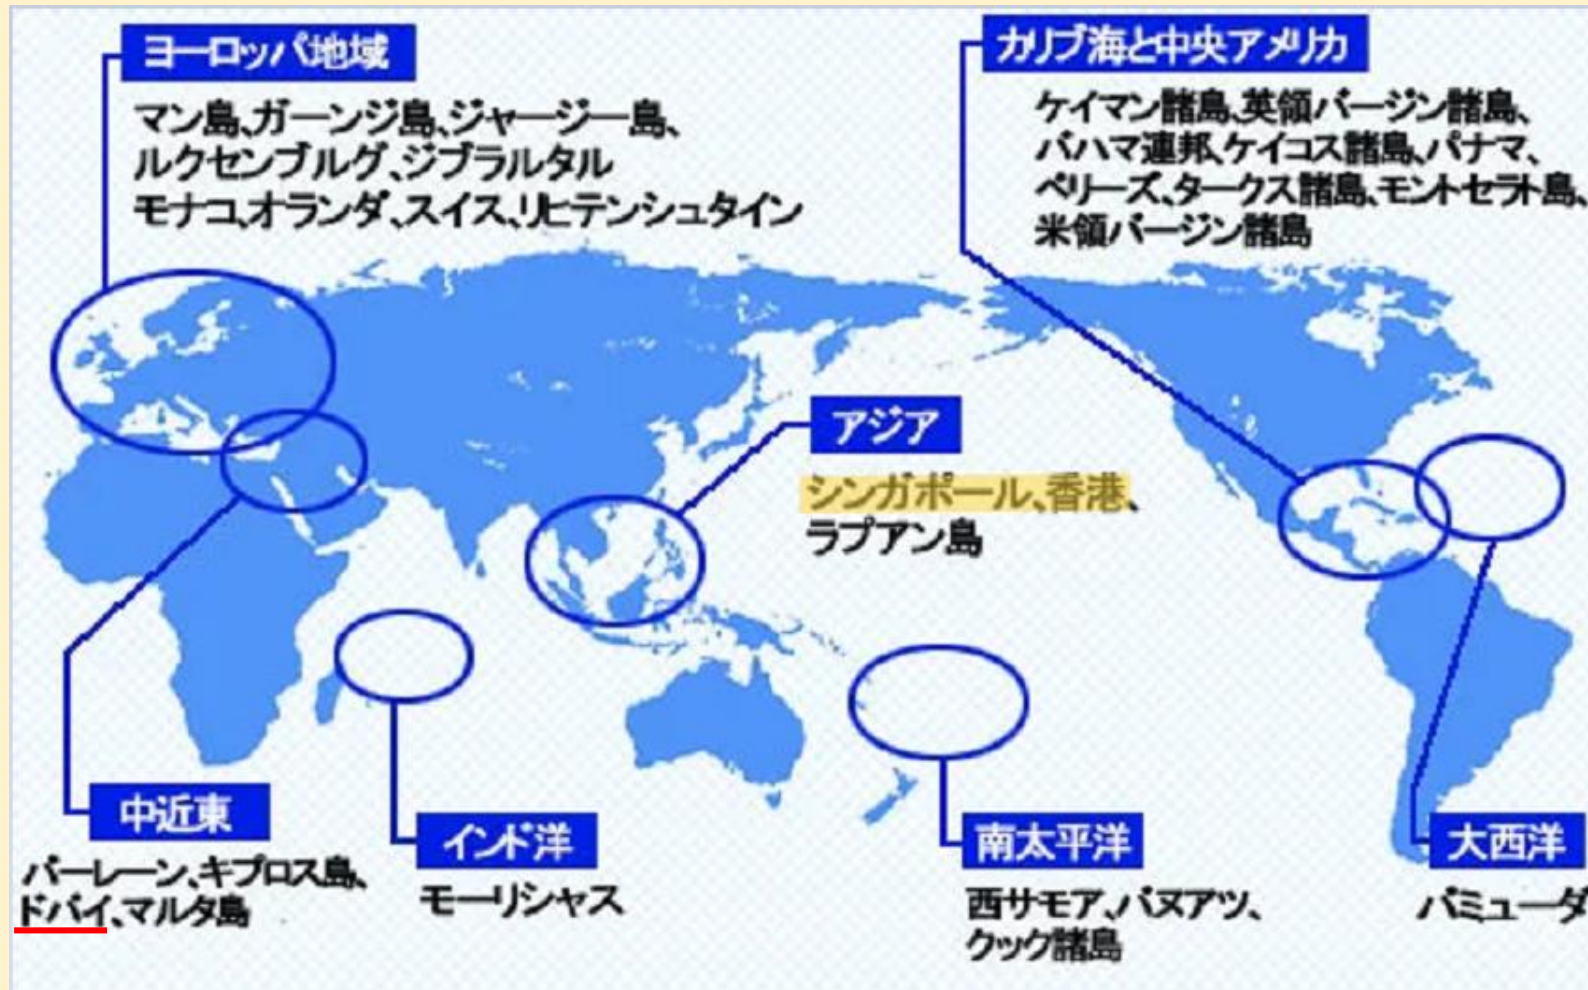 ヨーロッパ地域
マン島、ガーンジ島、ジャージー島、
ルクセンブルグ、ジブラルタル
モナコ、オランダ、スイス、リヒテンシュタイン
カリブ海と中央アメリカ
ケイマン諸島、英領バージン諸島、
バハマ連邦、ケイコス諸島、パナマ、
ベリーズ、タークス諸島、モントセラト島、
米領バージン諸島
アジア
シンガポール、香港、
ラプアン島
中近東
バーレーン、キプロス島、
ドバイ、マルタ島
インド洋
モーリシャス
南太平洋
西サモア、バヌアツ、
クック諸島
大西洋
バミューダ